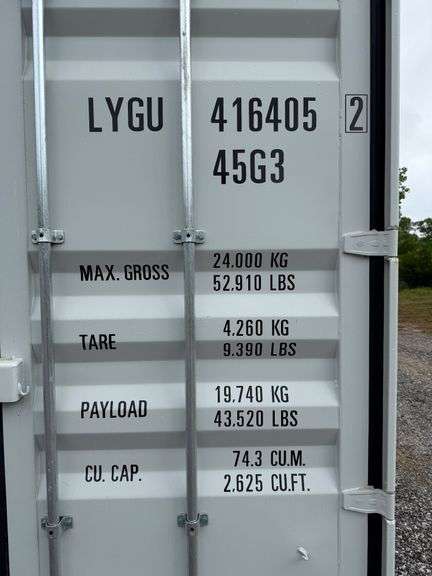 LYGU 416405 2
45G3
MAX. GROSS 24.000 KG
52.910 LBS
TARE 4.260 KG
9.390 LBS
PAYLOAD 19.740 KG
43.520 LBS
CU. CAP. 74.3 CU.M.
2.625 CU.FT.